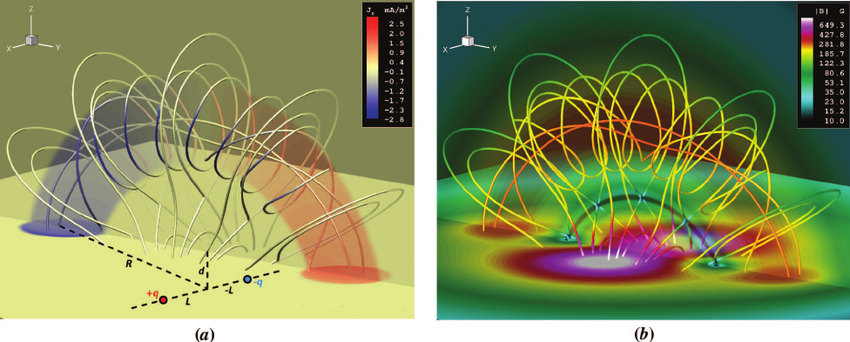 Z
X
Y
Jz mA/m²
2.5
2.0
1.5
0.9
0.4
-0.1
-0.7
-1.2
-1.7
-2.3
-2.8
R
d
+q
-q
L
-L
(a)
Z
X
Y
|B| G
649.3
427.8
281.8
185.7
122.3
80.6
53.1
35.0
23.0
15.2
10.0
(b)